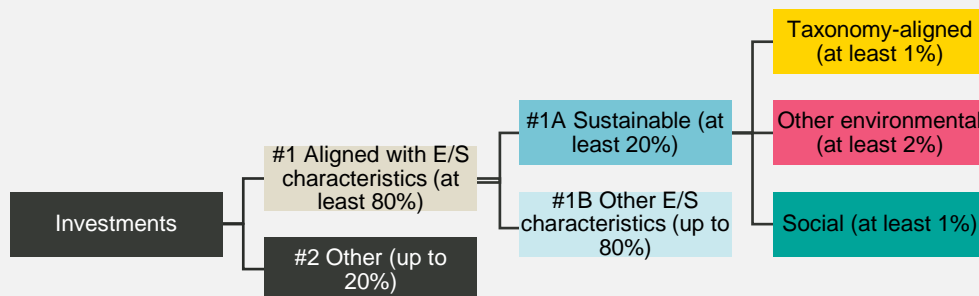 Taxonomy-aligned
(at least 1%)
#1A Sustainable (at
least 20%)
Other environmental
(at least 2%)
#1 Aligned with E/S
characteristics (at
least 80%)
Investments
#1B Other E/S
characteristics (up to
80%)
Social (at least 1%)
#2 Other (up to
20%)